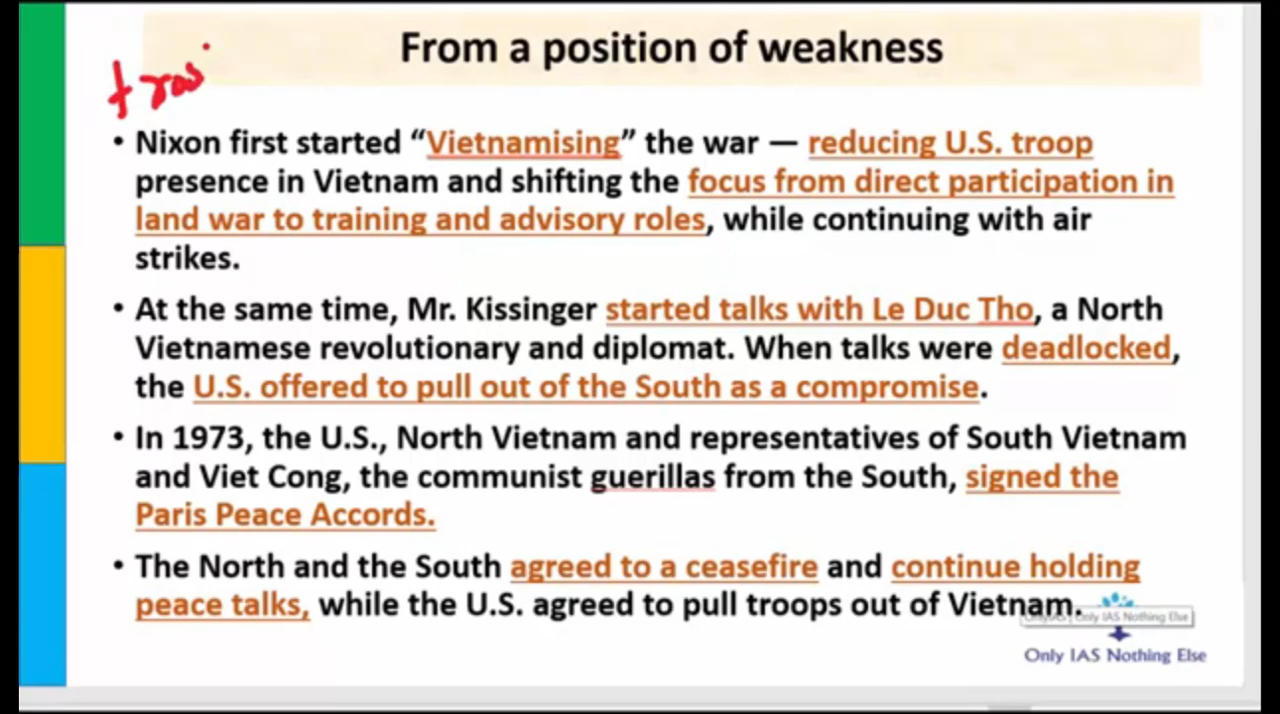 From a position of weakness
• Nixon first started “Vietnamising” the war — reducing U.S. troop
presence in Vietnam and shifting the focus from direct participation in
land war to training and advisory roles, while continuing with air
strikes.
• At the same time, Mr. Kissinger started talks with Le Duc Tho, a North
Vietnamese revolutionary and diplomat. When talks were deadlocked,
the U.S. offered to pull out of the South as a compromise.
• In 1973, the U.S., North Vietnam and representatives of South Vietnam
and Viet Cong, the communist guerillas from the South, signed the
Paris Peace Accords.
• The North and the South agreed to a ceasefire and continue holding
peace talks, while the U.S. agreed to pull troops out of Vietnam.
Only IAS Nothing Else
Only IAS Nothing Else